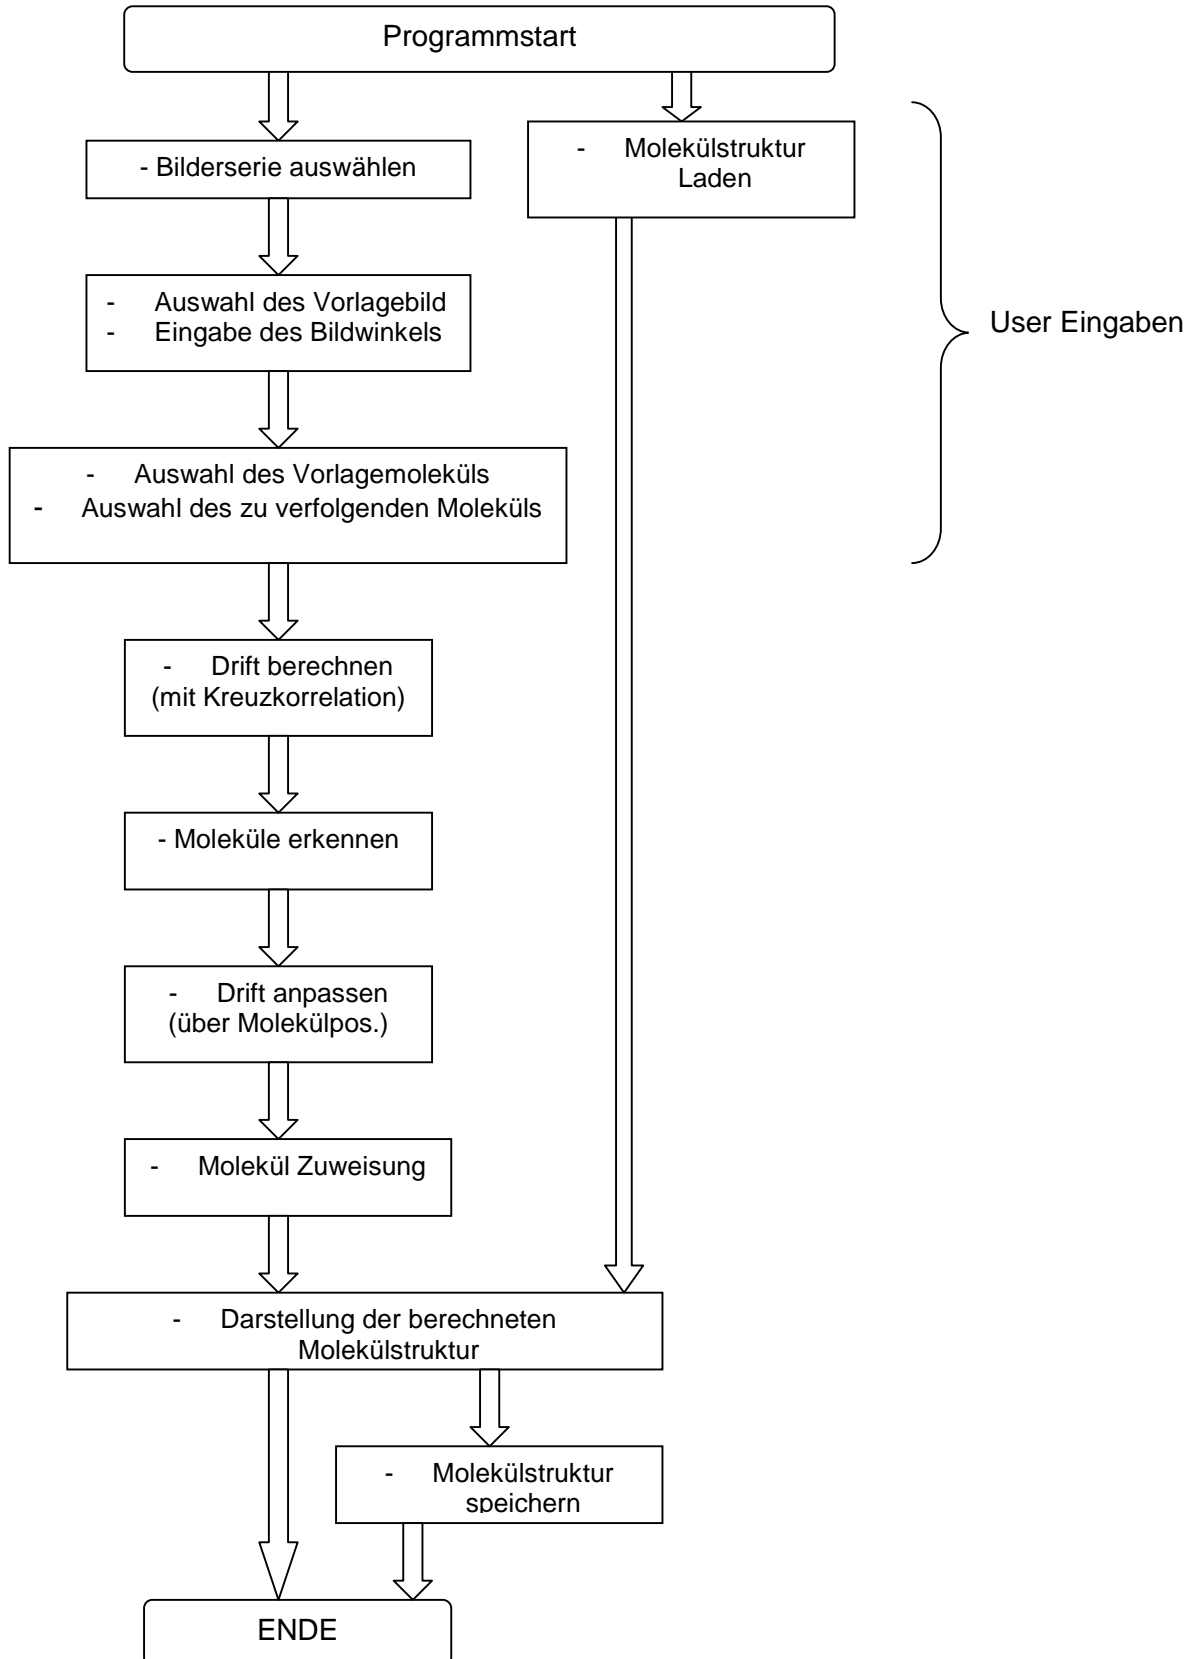 Programmstart
- Bilderserie auswählen
- Molekülstruktur
Laden
- Auswahl des Vorlagebild
- Eingabe des Bildwinkels
User Eingaben
- Auswahl des Vorlagemoleküls
- Auswahl des zu verfolgenden Moleküls
- Drift berechnen
(mit Kreuzkorrelation)
- Moleküle erkennen
- Drift anpassen
(über Molekülpos.)
- Molekül Zuweisung
- Darstellung der berechneten
Molekülstruktur
- Molekülstruktur
speichern
ENDE